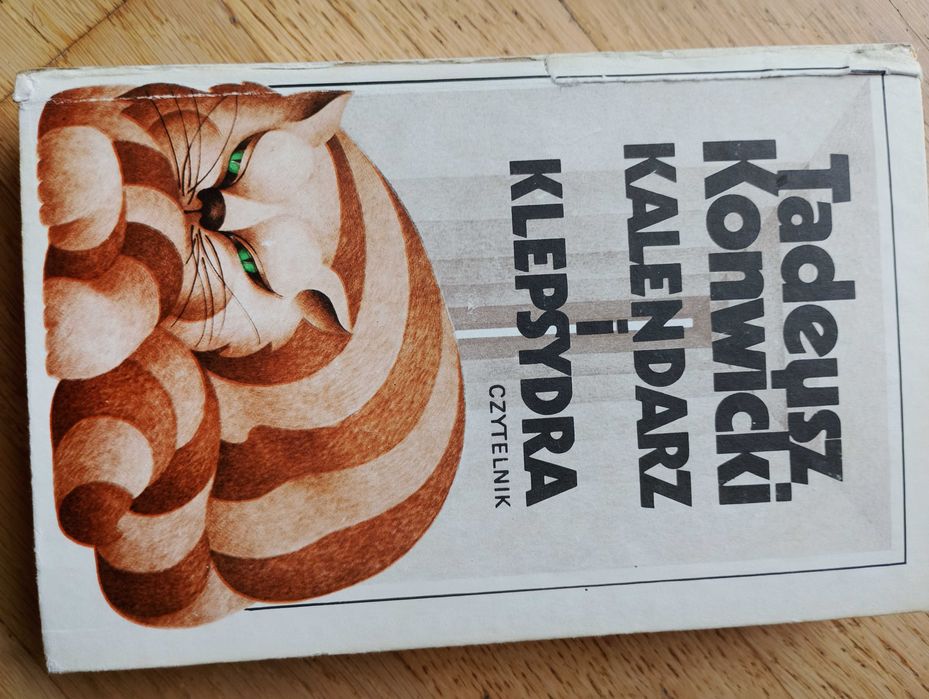 Tadeusz
Konwicki
KALENDARZ
i
KLEPSYDRA
CZYTELNIK